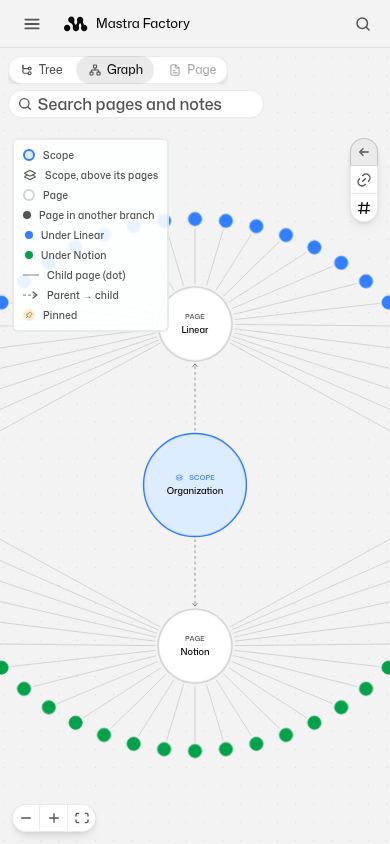 Mastra Factory
Tree
Graph
Page
Search pages and notes
Scope
Scope, above its pages
Page
Page in another branch
Under Linear
Under Notion
Child page (dot)
Parent → child
Pinned
PAGE
Linear
SCOPE
Organization
PAGE
Notion